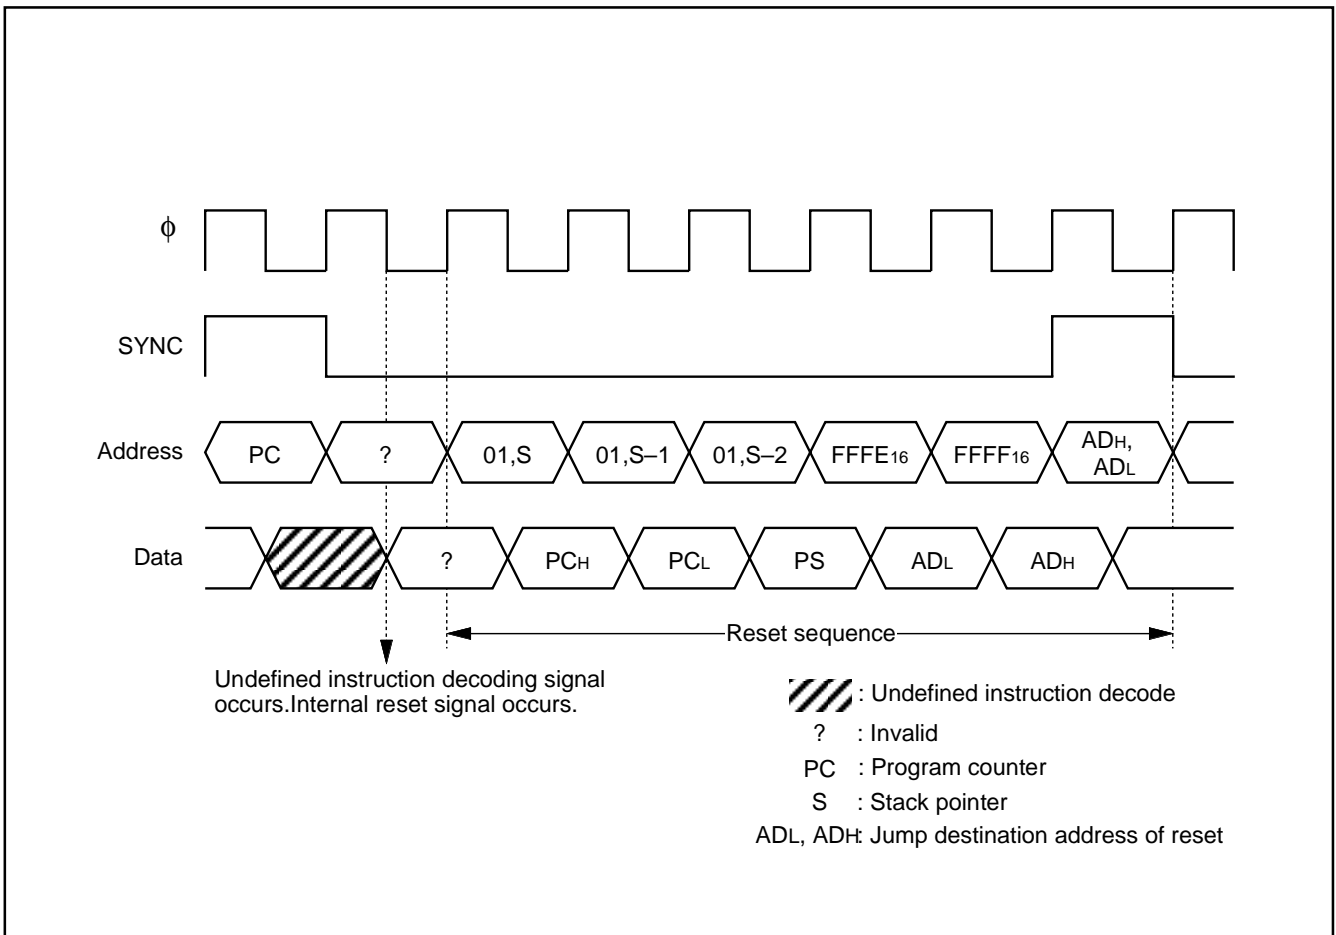 ϕ
SYNC
Address PC ? 01,S 01,S–1 01,S–2 FFFE16 FFFF16 ADH, ADL
Data ? PCH PCL PS ADL ADH
Reset sequence
Undefined instruction decoding signal
occurs.Internal reset signal occurs.
: Undefined instruction decode
? : Invalid
PC : Program counter
S : Stack pointer
ADL, ADH: Jump destination address of reset